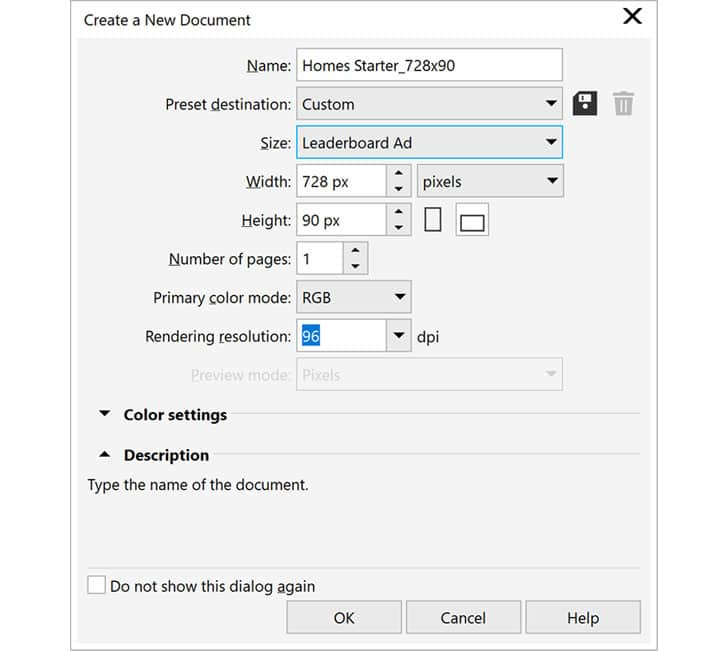 Create a New Document
Name: Homes Starter_728x90
Preset destination: Custom
Size: Leaderboard Ad
Width: 728 px pixels
Height: 90 px
Number of pages: 1
Primary color mode: RGB
Rendering resolution: 96 dpi
Preview mode: Pixels
Color settings
Description
Type the name of the document.
Do not show this dialog again
OK Cancel Help